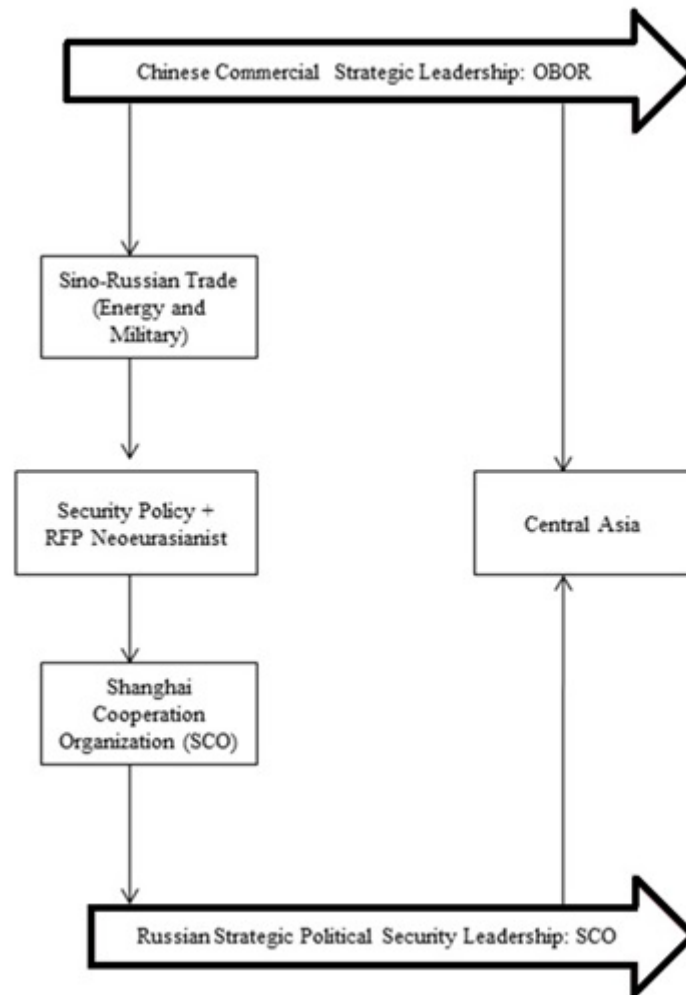 Chinese Commercial Strategic Leadership: OBOR
Sino-Russian Trade
(Energy and
Military)
Security Policy +
RFP Neoeurasianist
Central Asia
Shanghai
Cooperation
Organization (SCO)
Russian Strategic Political Security Leadership: SCO